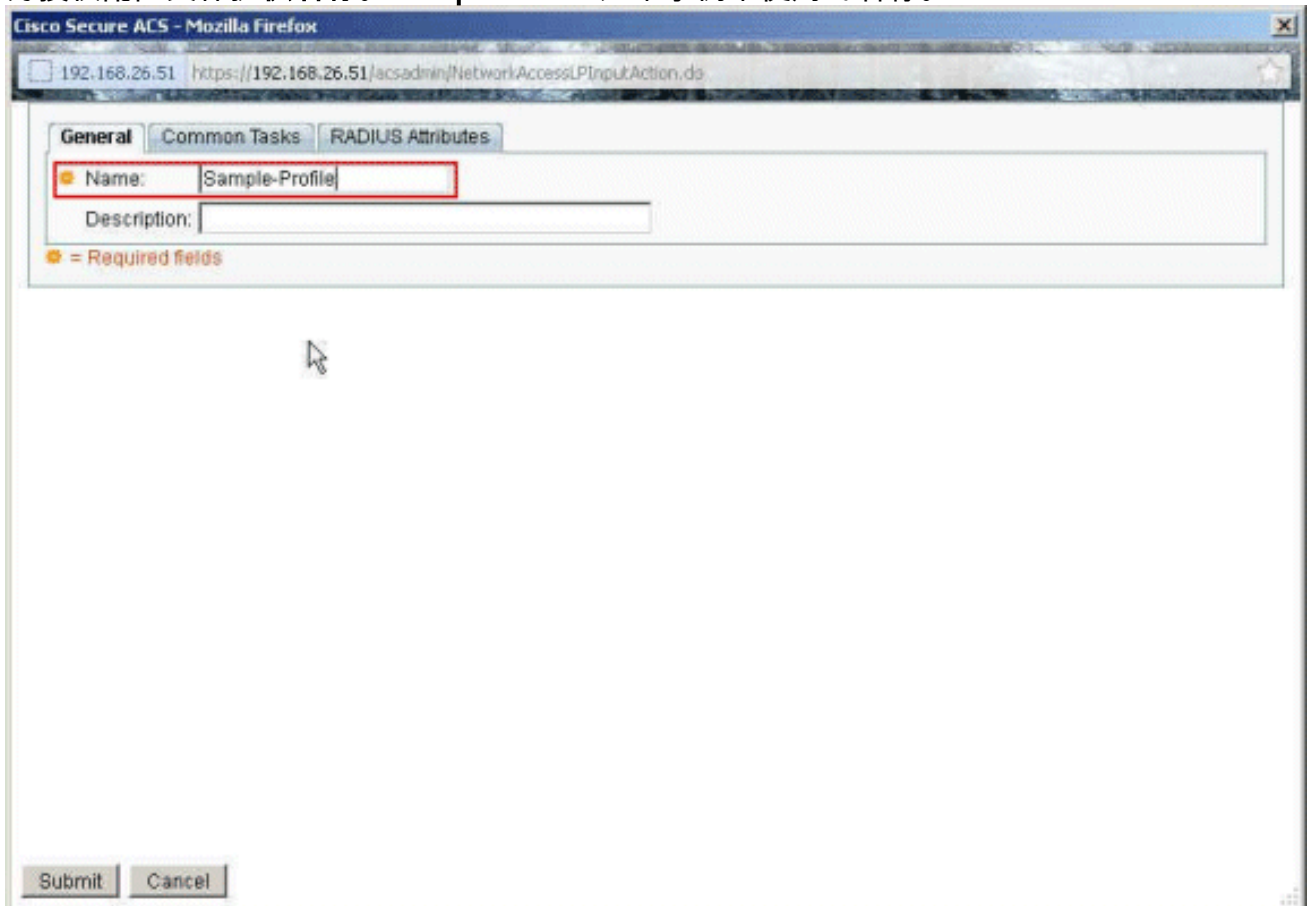 Cisco Secure ACS - Mozilla Firefox
192.168.26.51 https://192.168.26.51/acsadmin/NetworkAccessLPInputAction.do
General Common Tasks RADIUS Attributes
Name: Sample-Profile
Description:
= Required fields
Submit Cancel